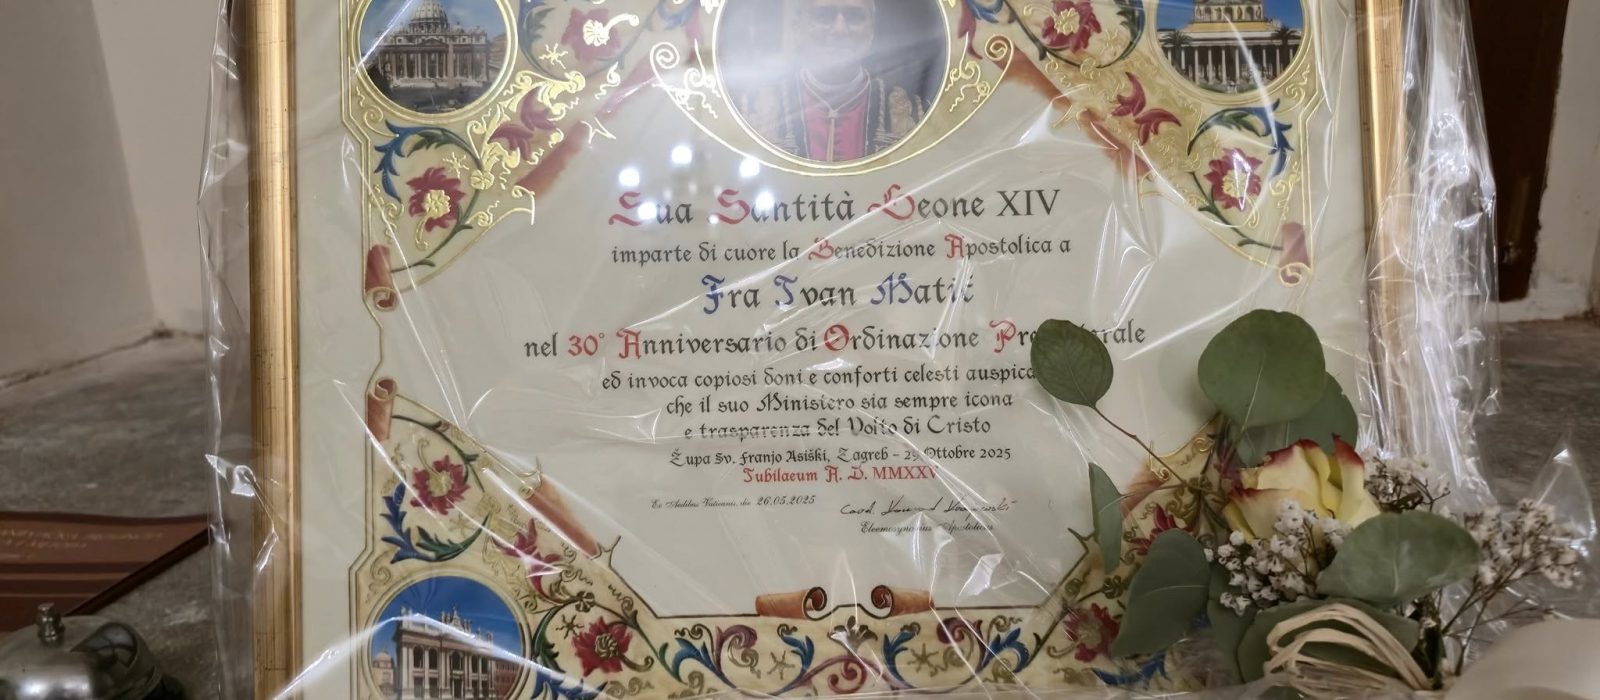 Sua Santità Leone XIV
imparte di cuore la Benedizione Apostolica a
Fra Ivan Matić
nel 30° Anniversario di Ordinazione
ed invoca copiosi doni e conforti celesti
che il suo Ministero sia sempre icona
e trasparenza del Volto di Cristo
Župa Sv. Franjo Asiški, Zagreb - 29 Ottobre 2025
Iubilaeum A. D. MMXXV
Ex Aedibus Vaticanis, die 26.05.2025
Card.
Eleemosynarius Apostolicus